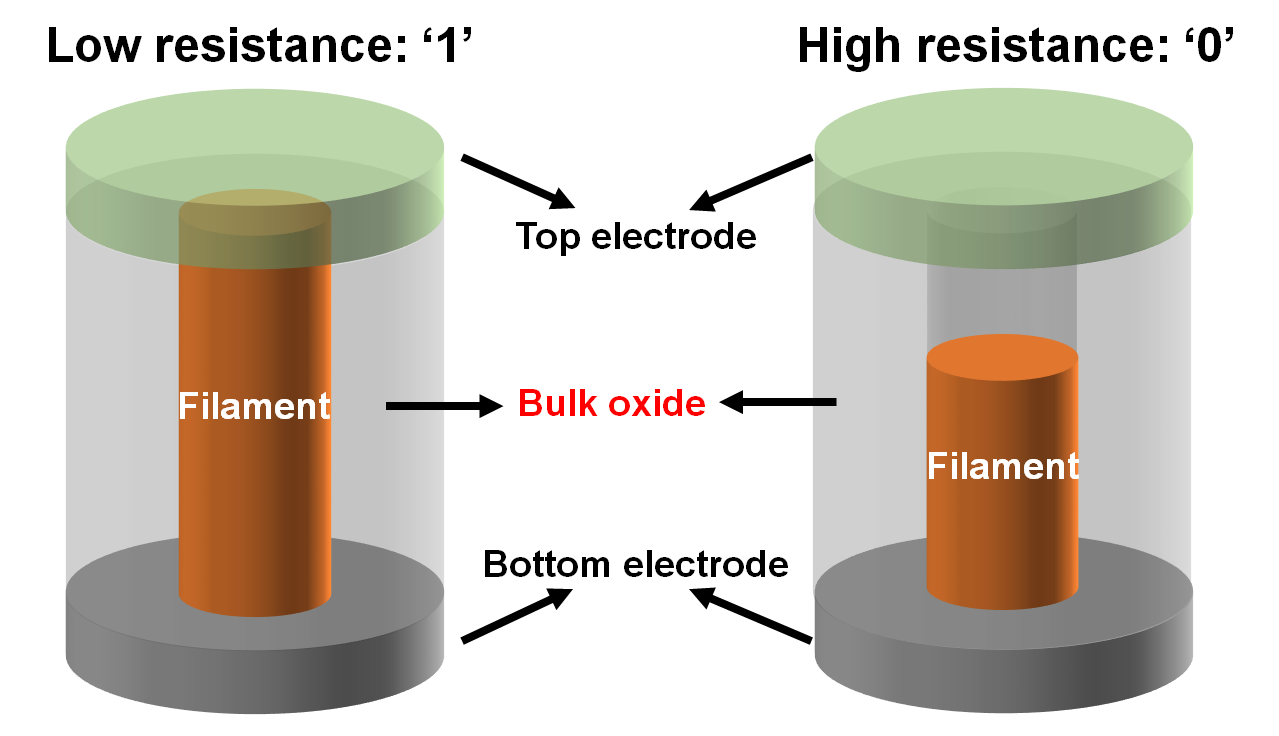 Low resistance: ‘1’
High resistance: ‘0’
Top electrode
Filament
Bulk oxide
Filament
Bottom electrode